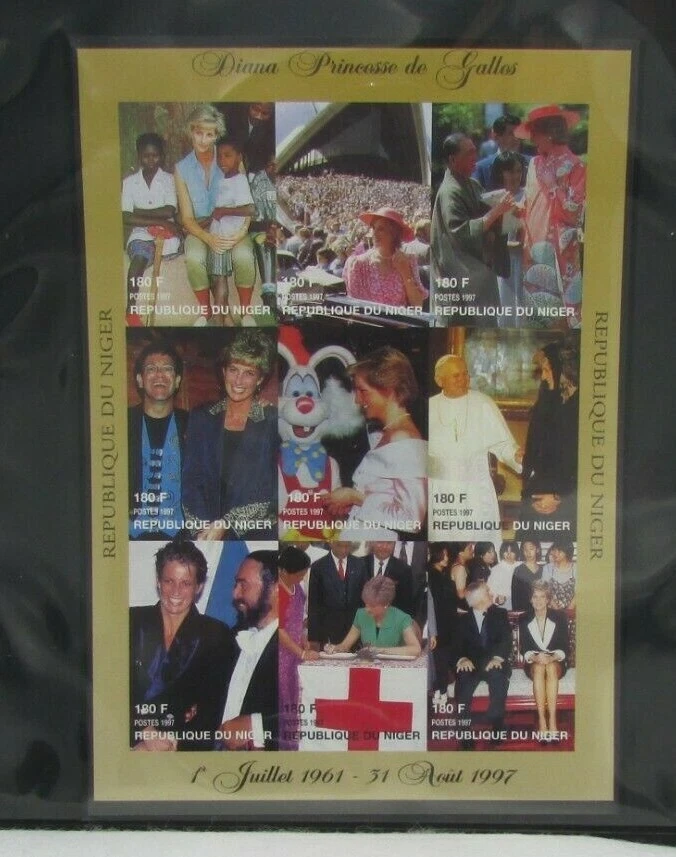 Diana Princesse de Galles
REPUBLIQUE DU NIGER
180 F
POSTES 1997
REPUBLIQUE DU NIGER
180 F
POSTES 1997
REPUBLIQUE DU NIGER
180 F
POSTES 1997
REPUBLIQUE DU NIGER
180 F
POSTES 1997
REPUBLIQUE DU NIGER
180 F
POSTES 1997
REPUBLIQUE DU NIGER
180 F
POSTES 1997
REPUBLIQUE DU NIGER
180 F
POSTES 1997
REPUBLIQUE DU NIGER
180 F
POSTES 1997
REPUBLIQUE DU NIGER
180 F
POSTES 1997
REPUBLIQUE DU NIGER
REPUBLIQUE DU NIGER
1er Juillet 1961 - 31 Août 1997